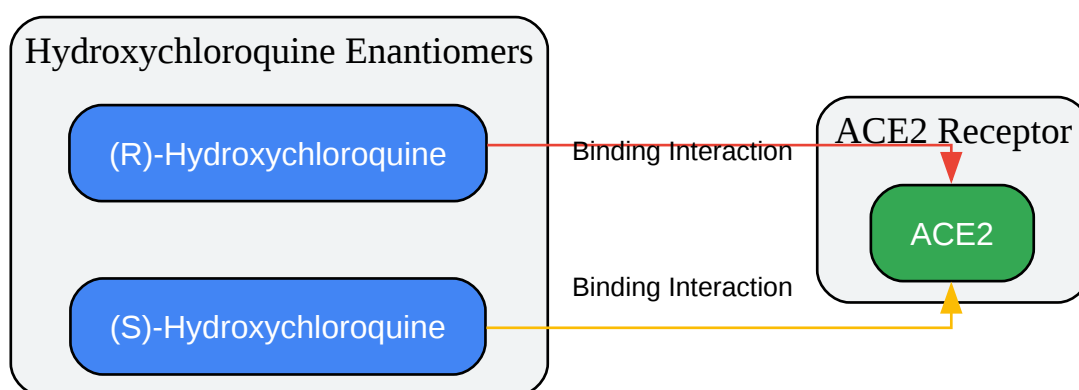 Hydroxychloroquine Enantiomers
(R)-Hydroxychloroquine
(S)-Hydroxychloroquine
Binding Interaction
Binding Interaction
ACE2 Receptor
ACE2